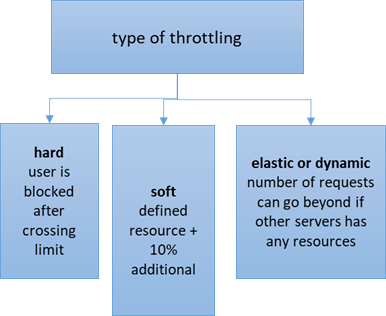 type of throttling
hard
user is
blocked
after
crossing
limit
soft
defined
resource +
10%
additional
elastic or dynamic
number of requests
can go beyond if
other servers has
any resources